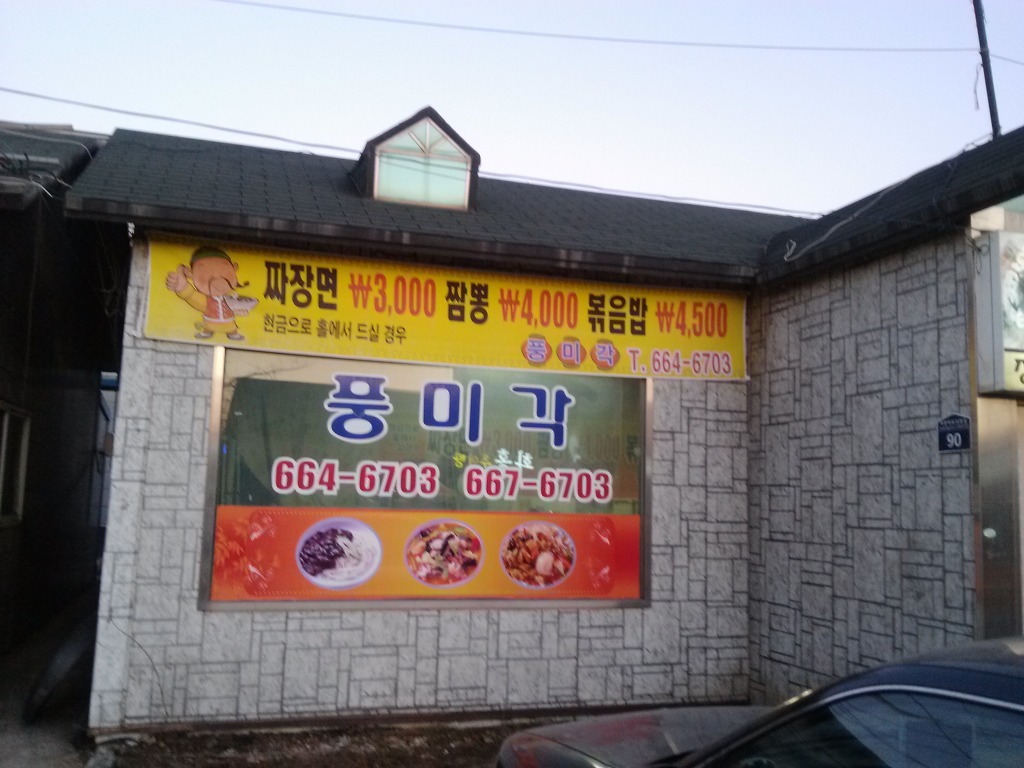 짜장면 ₩3,000 짬뽕 ₩4,000 볶음밥 ₩4,500
현금으로 홀에서 드실 경우
풍미각 T. 664-6703
풍미각
664-6703 667-6703
90